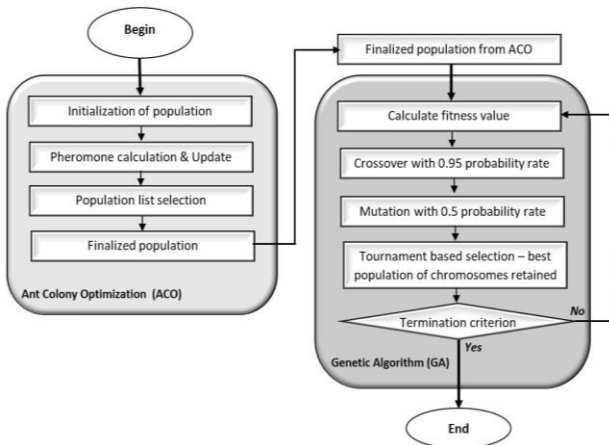 Begin
Initialization of population
Pheromone calculation & Update
Population list selection
Finalized population
Ant Colony Optimization (ACO)
Finalized population from ACO
Calculate fitness value
Crossover with 0.95 probability rate
Mutation with 0.5 probability rate
Tournament based selection – best
population of chromosomes retained
Termination criterion
No
Yes
Genetic Algorithm (GA)
End